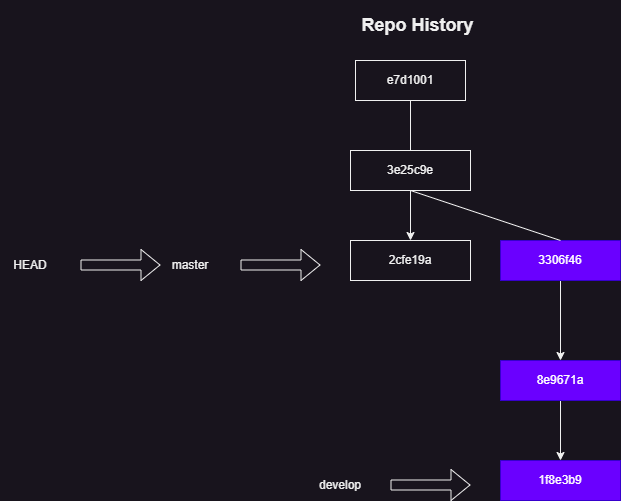 Repo History
e7d1001
3e25c9e
HEAD
master
2cfe19a
3306f46
8e9671a
develop
1f8e3b9